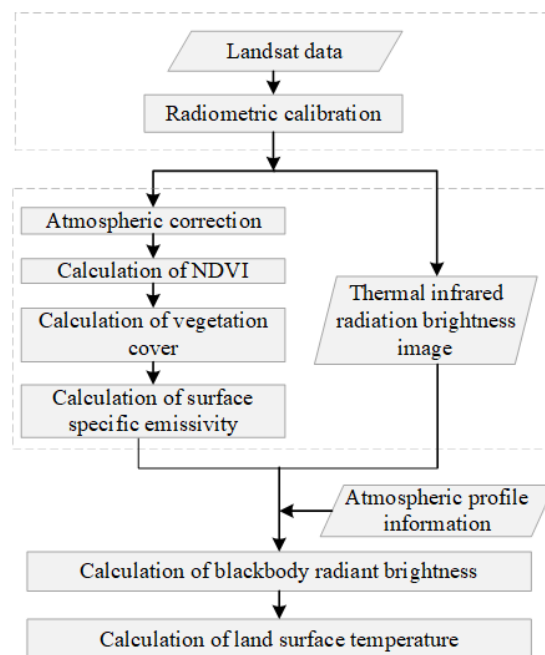 Landsat data
Radiometric calibration
Atmospheric correction
Calculation of NDVI
Calculation of vegetation
cover
Calculation of surface
specific emissivity
Thermal infrared
radiation brightness
image
Atmospheric profile
information
Calculation of blackbody radiant brightness
Calculation of land surface temperature